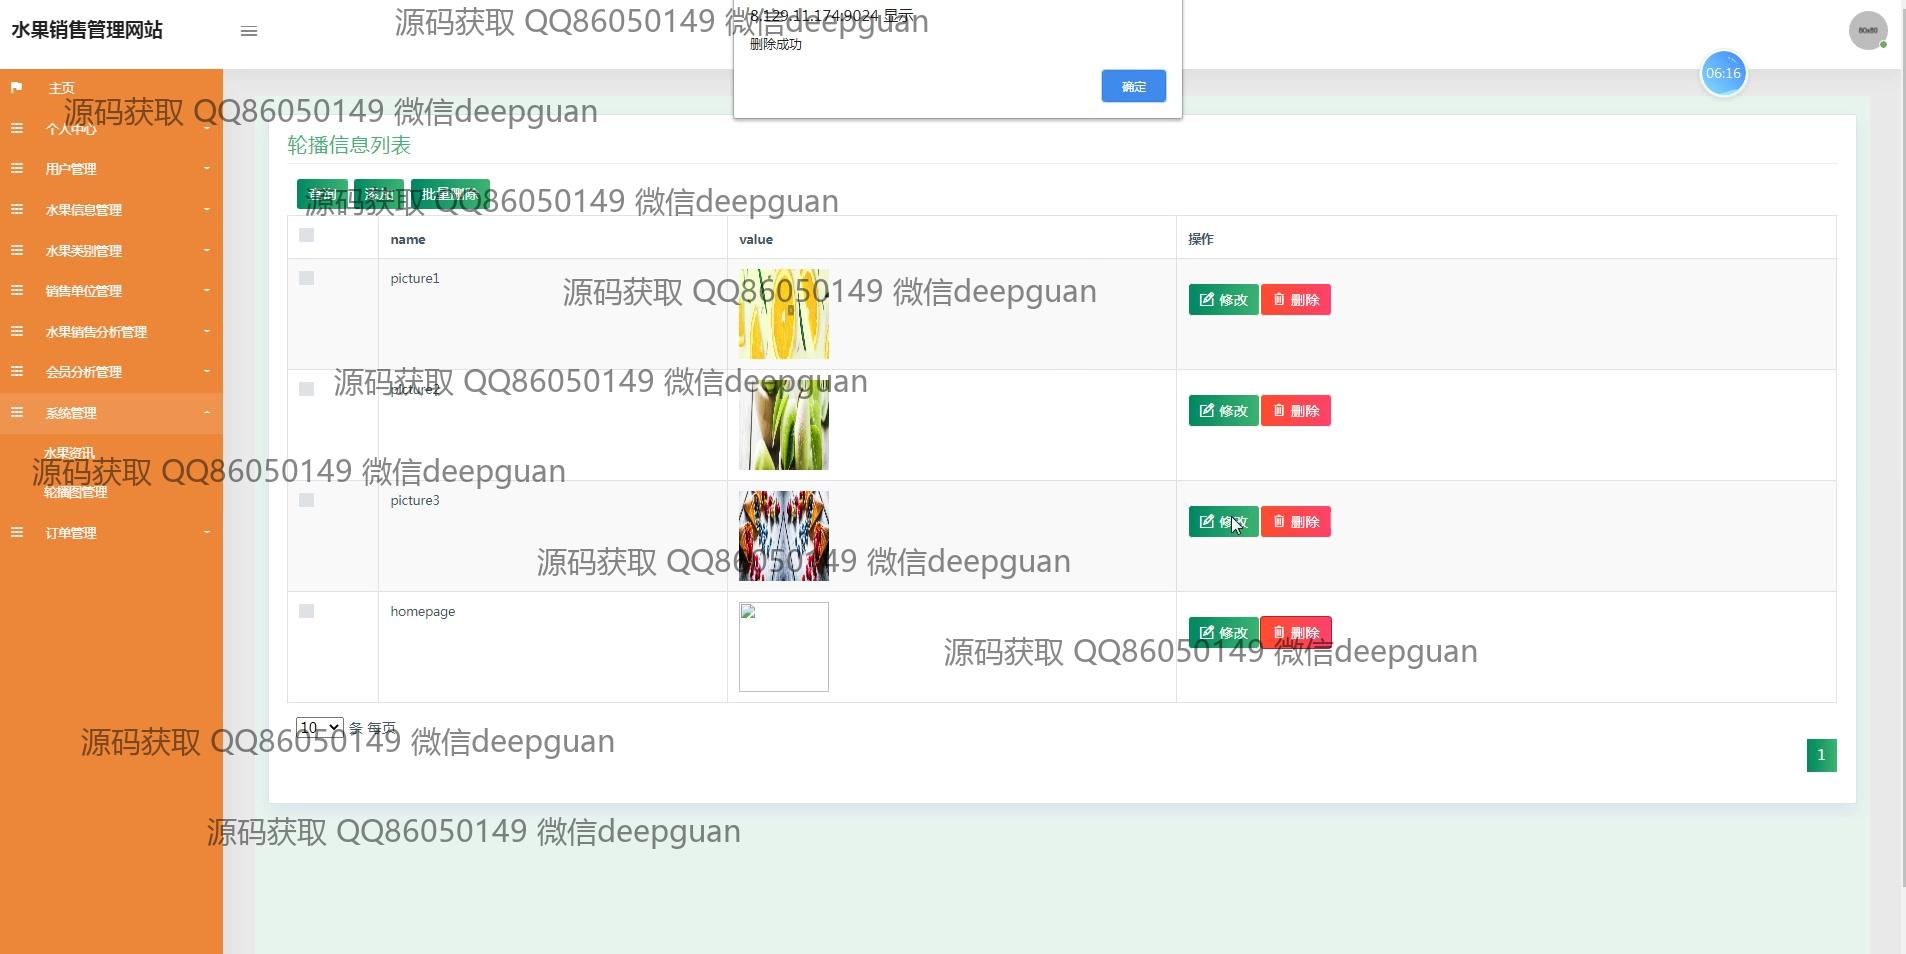 水果销售管理网站
源码获取 QQ86050149 微信deepguan
8.129.11.174:9024 显示
删除成功
确定
80x80
06:16
主页
源码获取 QQ86050149 微信deepguan
个人中心
用户管理
水果信息管理
水果类别管理
销售单位管理
水果销售分析管理
会员分析管理
系统管理
水果资讯
源码获取 QQ86050149 微信deepguan
轮播图管理
订单管理
轮播信息列表
查询 添加 批量删除
源码获取 QQ86050149 微信deepguan
name value 操作
picture1 修改 删除
源码获取 QQ86050149 微信deepguan
picture2 修改 删除
源码获取 QQ86050149 微信deepguan
picture3 修改 删除
源码获取 QQ86050149 微信deepguan
homepage 修改 删除
源码获取 QQ86050149 微信deepguan
10 条 每页
源码获取 QQ86050149 微信deepguan
1
源码获取 QQ86050149 微信deepguan